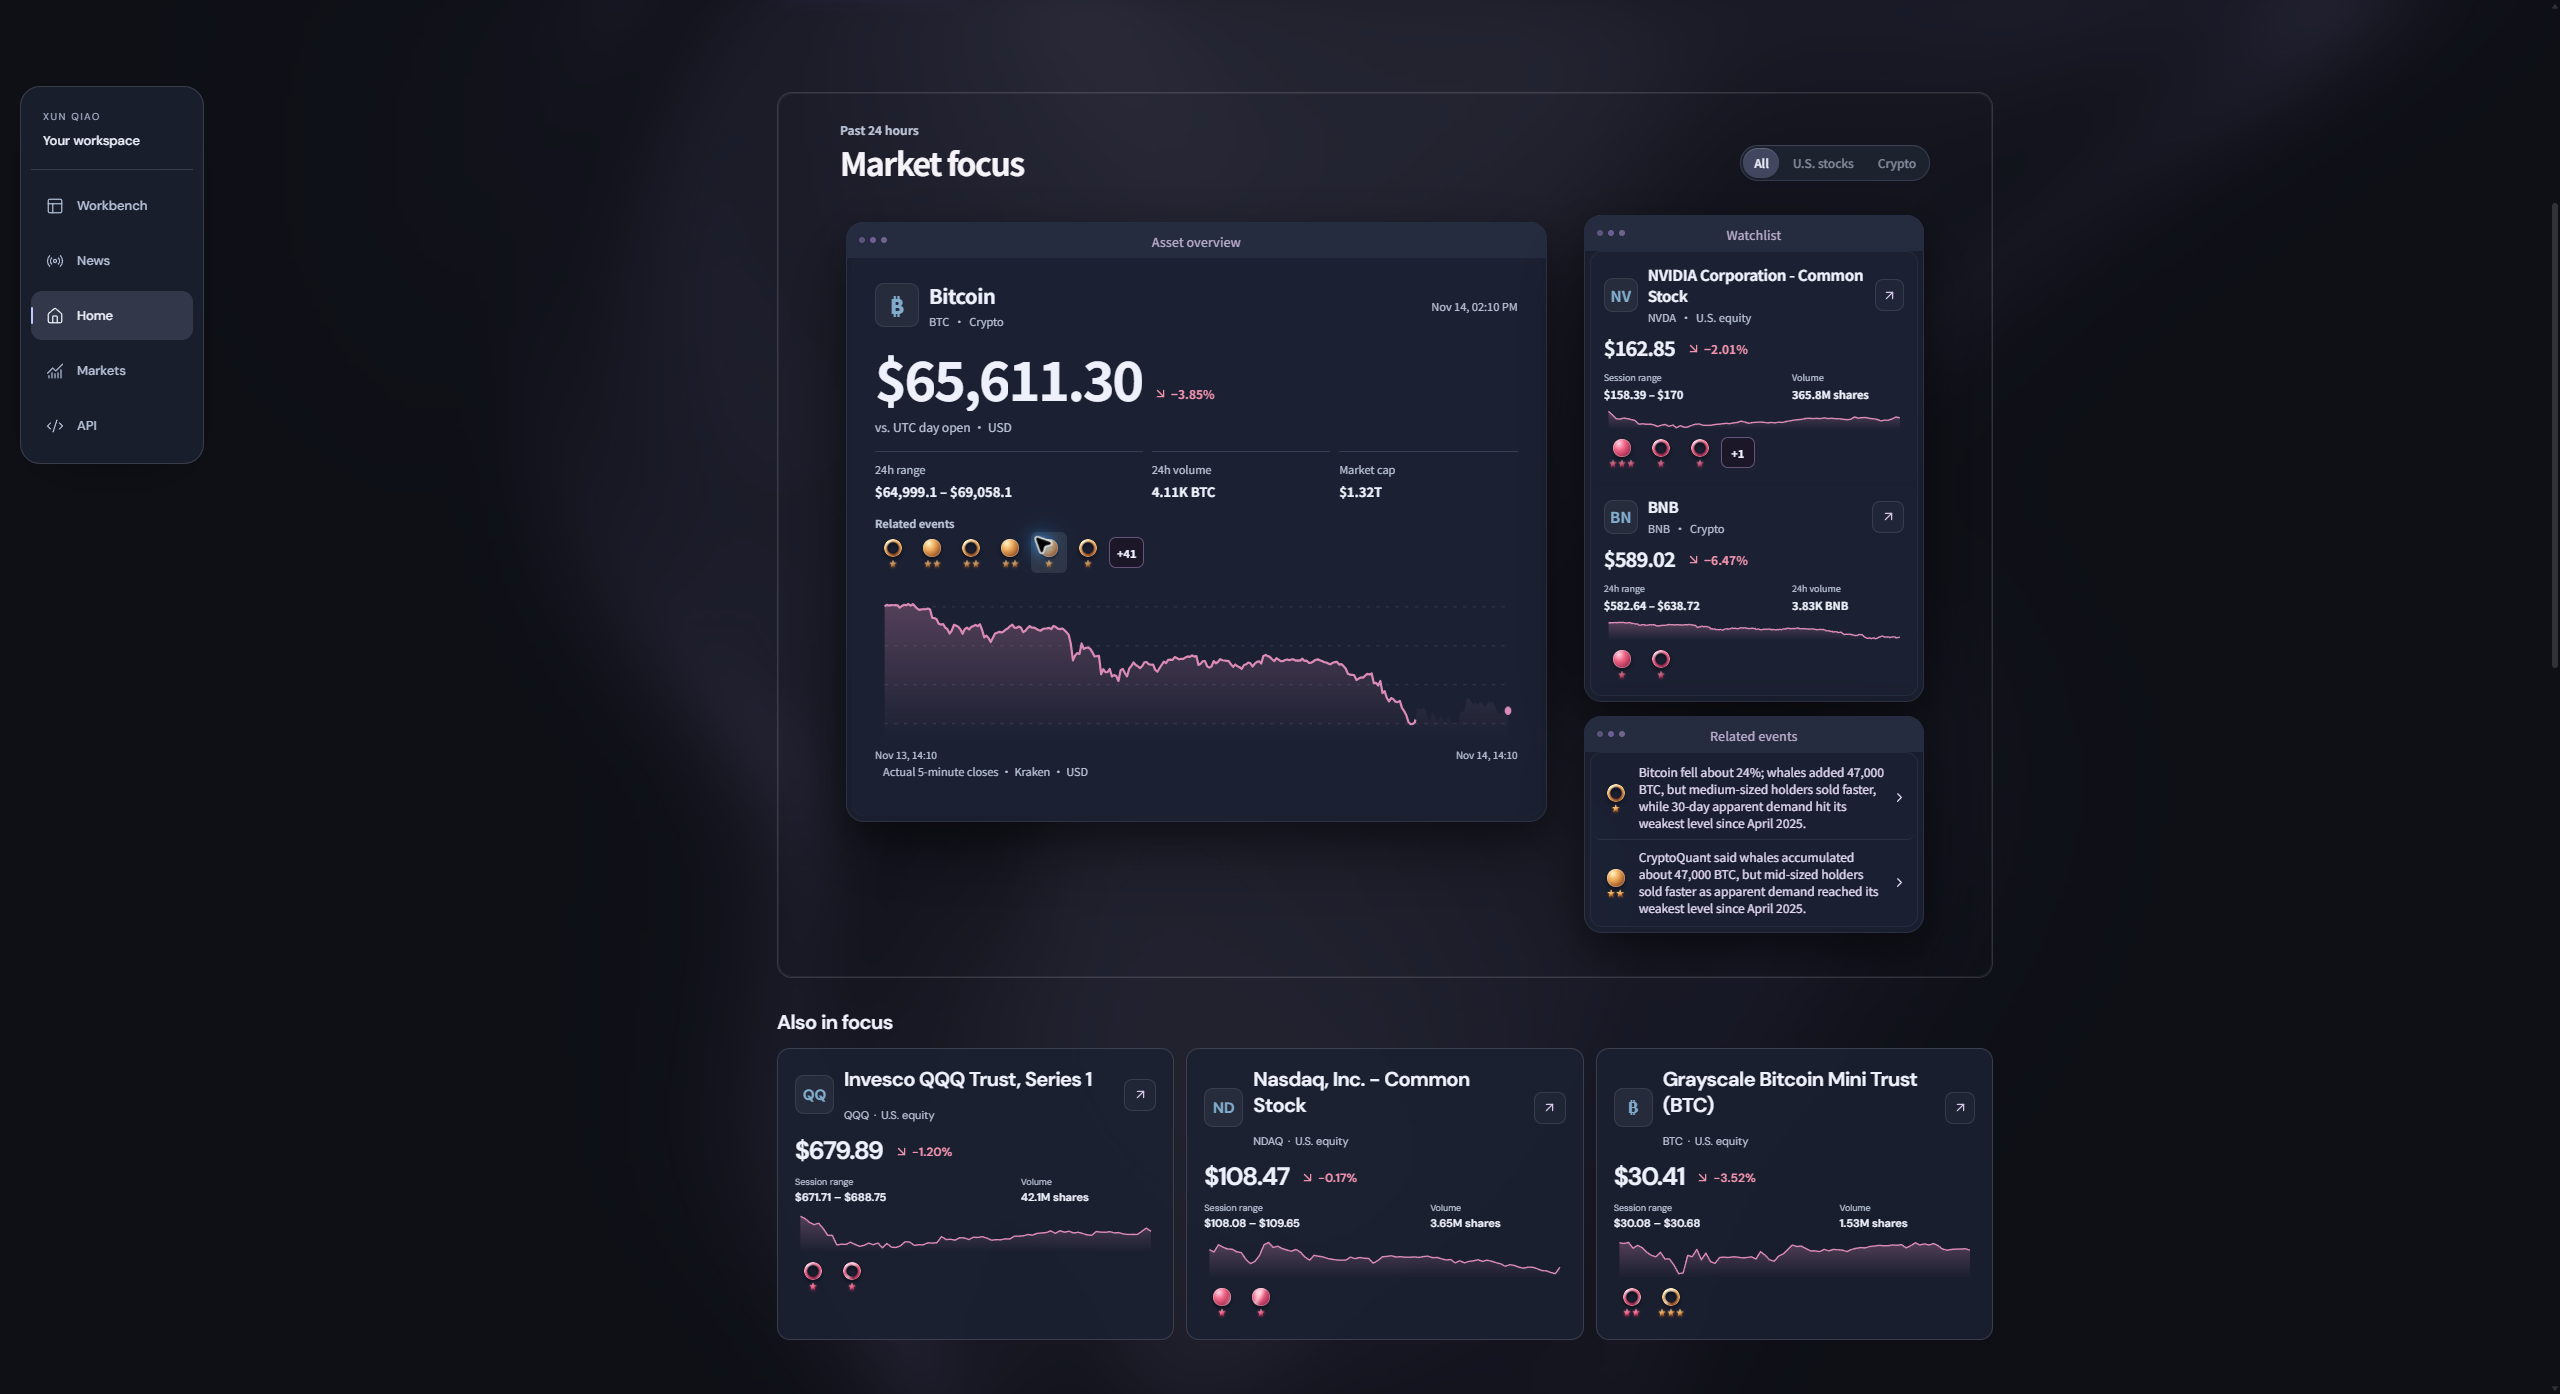 XUN QIAO
Your workspace
Workbench
News
Home
Markets
API
Past 24 hours
Market focus
All
U.S. stocks
Crypto
Asset overview
Bitcoin
BTC • Crypto
Nov 14, 02:10 PM
$65,611.30
−3.85%
vs. UTC day open • USD
24h range
$64,999.1 – $69,058.1
24h volume
4.11K BTC
Market cap
$1.32T
Related events
+41
Nov 13, 14:10
Nov 14, 14:10
Actual 5-minute closes • Kraken • USD
Watchlist
NV
NVIDIA Corporation - Common
Stock
NVDA • U.S. equity
$162.85
−2.01%
Session range
$158.39 – $170
Volume
365.8M shares
+1
BN
BNB
BNB • Crypto
$589.02
−6.47%
24h range
$582.64 – $638.72
24h volume
3.83K BNB
Related events
Bitcoin fell about 24%; whales added 47,000
BTC, but medium-sized holders sold faster,
while 30-day apparent demand hit its
weakest level since April 2025.
CryptoQuant said whales accumulated
about 47,000 BTC, but mid-sized holders
sold faster as apparent demand reached its
weakest level since April 2025.
Also in focus
QQ
Invesco QQQ Trust, Series 1
QQQ · U.S. equity
$679.89
−1.20%
Session range
$671.71 – $688.75
Volume
42.1M shares
ND
Nasdaq, Inc. - Common
Stock
NDAQ · U.S. equity
$108.47
−0.17%
Session range
$108.08 – $109.65
Volume
3.65M shares
Grayscale Bitcoin Mini Trust
(BTC)
BTC · U.S. equity
$30.41
−3.52%
Session range
$30.08 – $30.68
Volume
1.53M shares